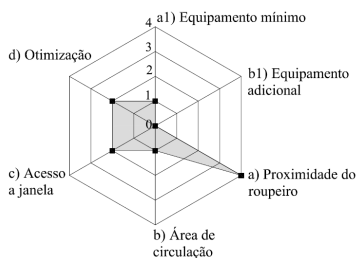 a1) Equipamento mínimo
b1) Equipamento
adicional
a) Proximidade do
roupeiro
b) Área de
circulação
c) Acesso
a janela
d) Otimização
4
3
2
1
0